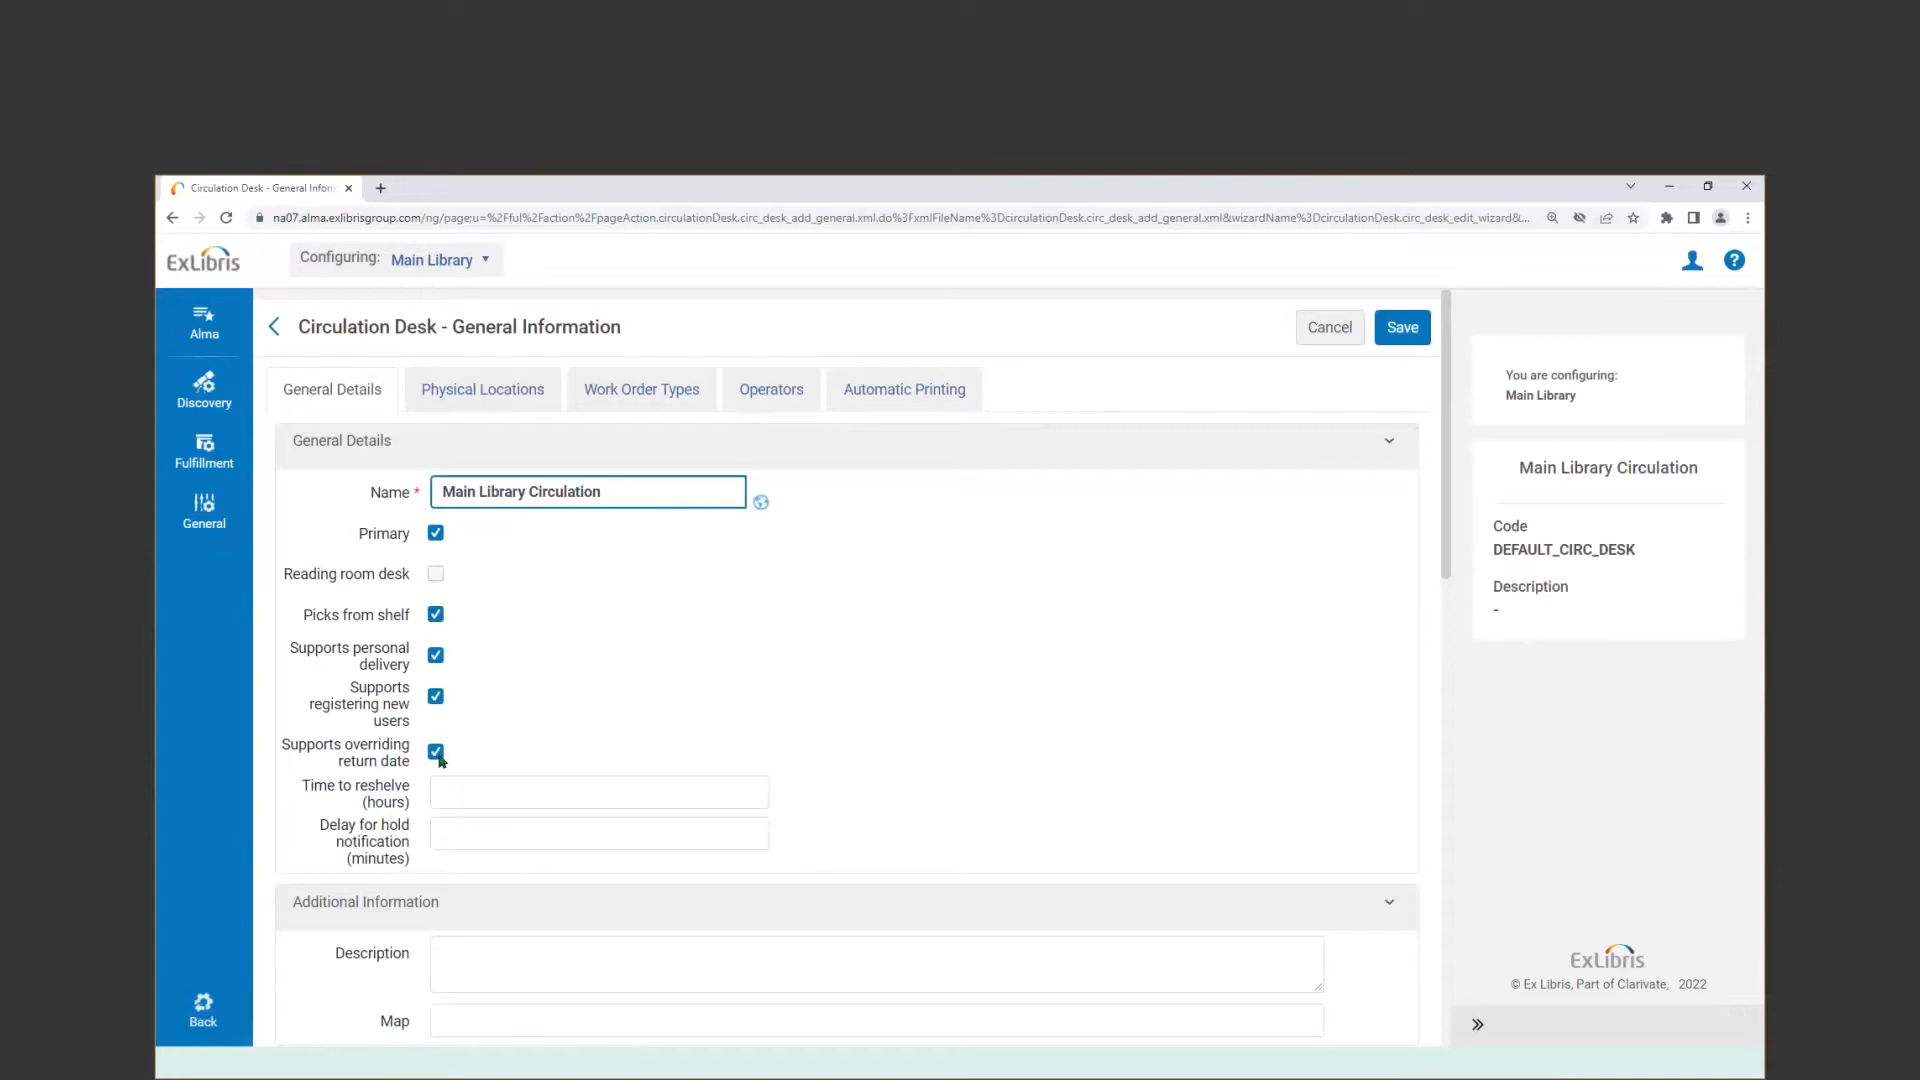 Circulation Desk - General Inform
na07.alma.exlibrisgroup.com/ng/page;u=%2Ful%2Faction%2FpageAction.circulationDesk.circ_desk_add_general.xml.do%3FxmlFileName%3DcirculationDesk.circ_desk_add_general.xml&wizardName%3DcirculationDesk.circ_desk_edit_wizard&...
ExLibris
Configuring: Main Library
?
Alma
Discovery
Fulfillment
General
Back
Circulation Desk - General Information
Cancel
Save
General Details
Physical Locations
Work Order Types
Operators
Automatic Printing
General Details
Name *
Main Library Circulation
Primary
Reading room desk
Picks from shelf
Supports personal
delivery
Supports
registering new
users
Supports overriding
return date
Time to reshelve
(hours)
Delay for hold
notification
(minutes)
Additional Information
Description
Map
You are configuring:
Main Library
Main Library Circulation
Code
DEFAULT_CIRC_DESK
Description
-
ExLibris
© Ex Libris, Part of Clarivate, 2022